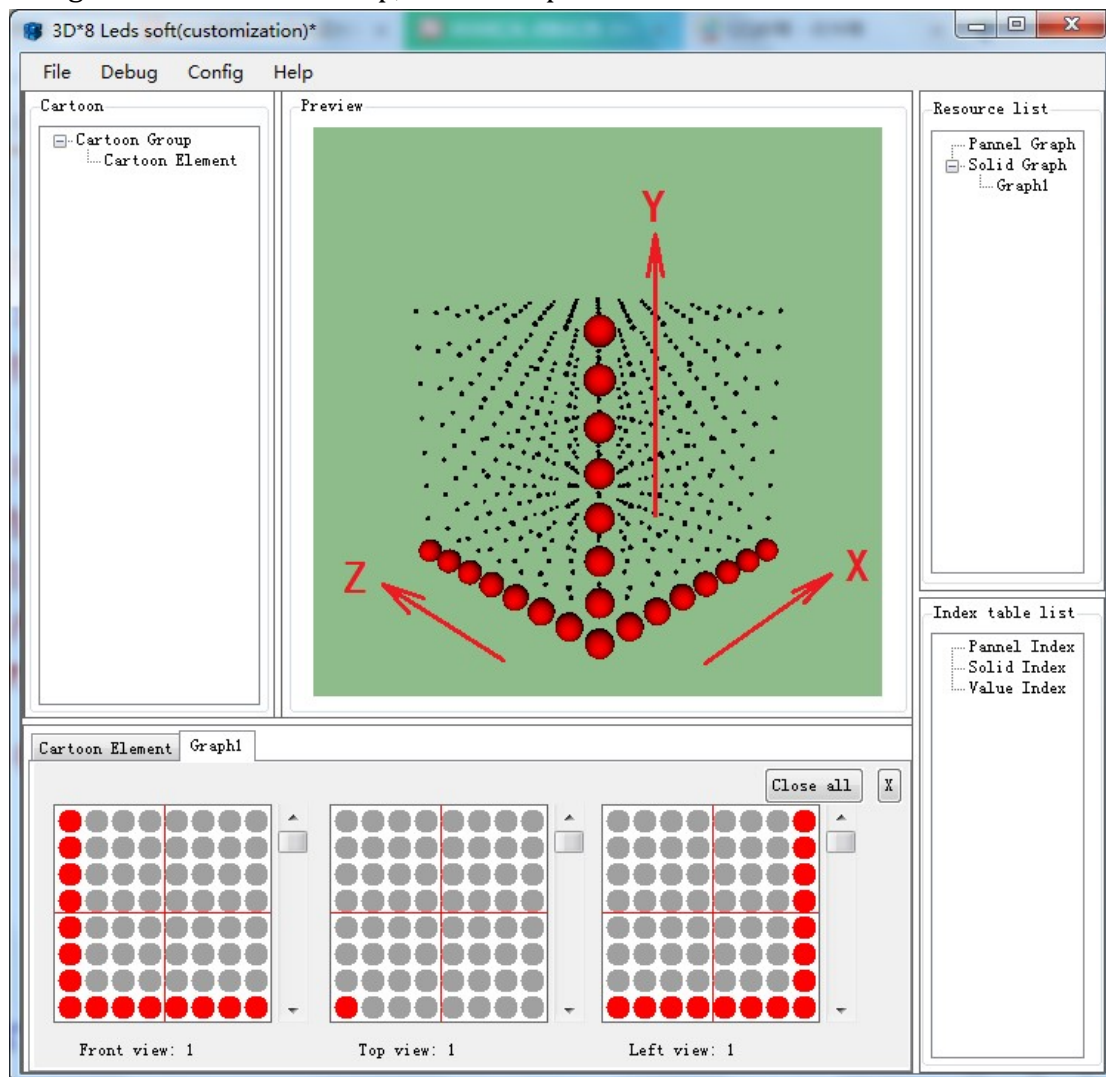 3D*8 Leds soft(customization)*
File Debug Config Help
Cartoon
Cartoon Group
Cartoon Element
Preview
Y
Z
X
Resource list
Pannel Graph
Solid Graph
Graph1
Index table list
Pannel Index
Solid Index
Value Index
Cartoon Element Graph1
Close all X
Front view: 1 Top view: 1 Left view: 1